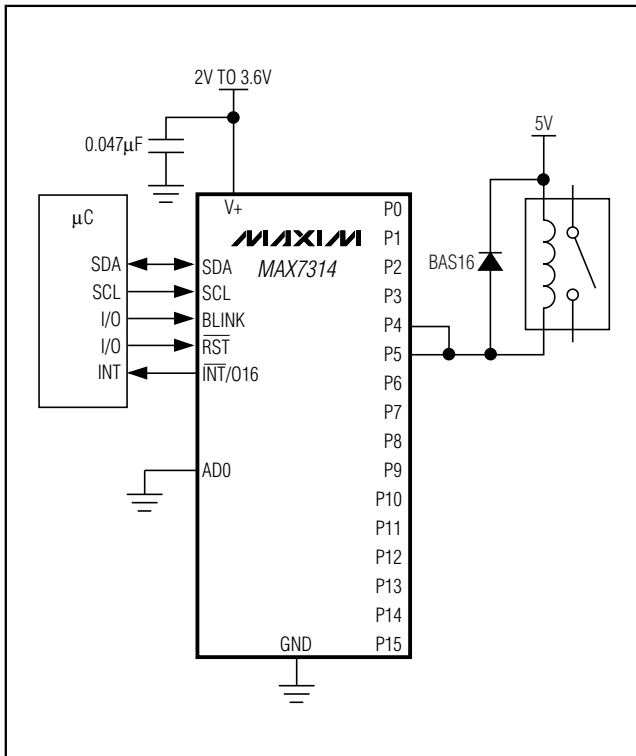 2V TO 3.6V
0.047µF
5V
µC
V+
MAXIM
MAX7314
SDA
SCL
I/O
I/O
INT
SDA
SCL
BLINK
RST
INT/O16
AD0
GND
P0
P1
P2
P3
P4
P5
P6
P7
P8
P9
P10
P11
P12
P13
P14
P15
BAS16